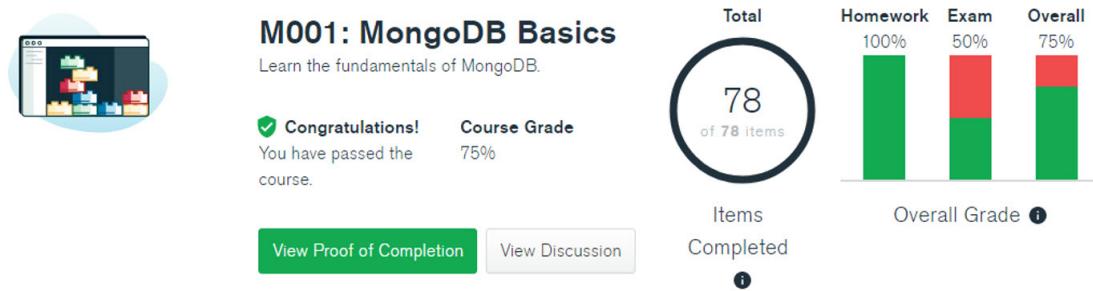 M001: MongoDB Basics
Learn the fundamentals of MongoDB.
Congratulations!
You have passed the
course.
Course Grade
75%
View Proof of Completion
View Discussion
Total
78
of 78 items
Items
Completed
Homework Exam Overall
100% 50% 75%
Overall Grade